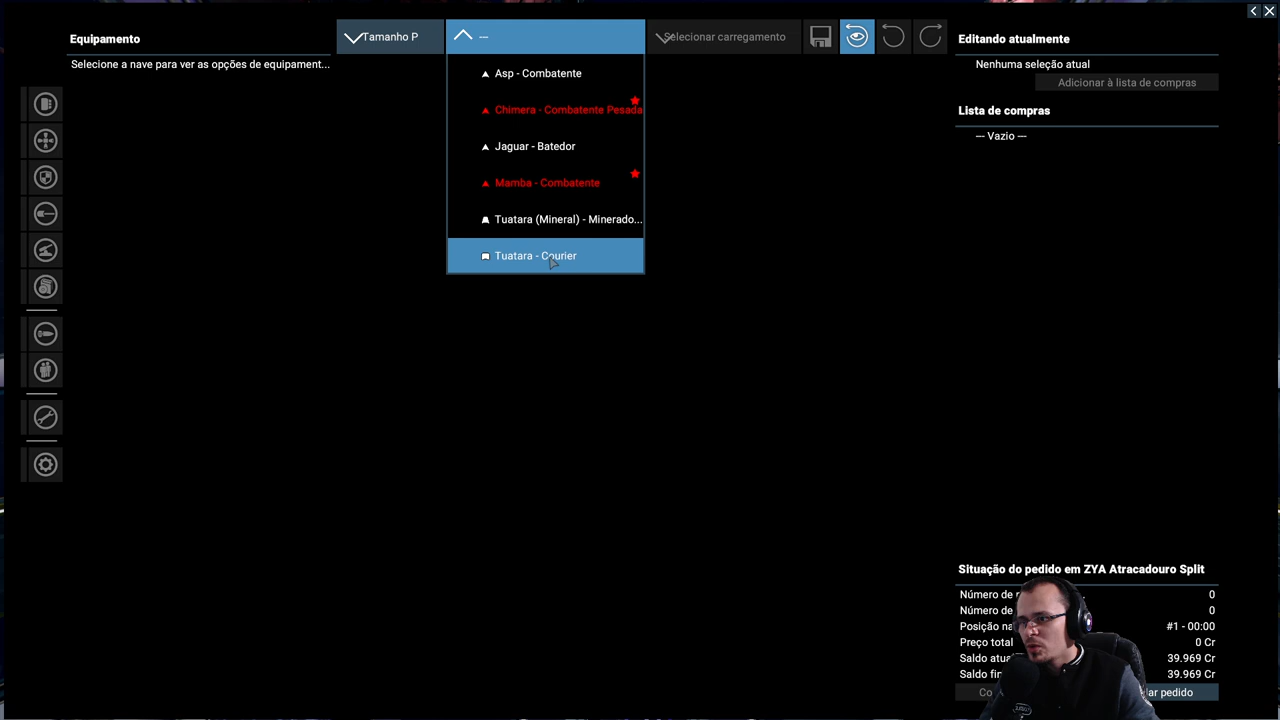 Equipamento
Selecione a nave para ver as opções de equipament...
Tamanho P
---
Selecionar carregamento
Asp - Combatente
Chimera - Combatente Pesada
Jaguar - Batedor
Mamba - Combatente
Tuatara (Mineral) - Minerado...
Tuatara - Courier
Editando atualmente
Nenhuma seleção atual
Adicionar à lista de compras
Lista de compras
--- Vazio ---
Situação do pedido em ZYA Atracadouro Split
Número de 0
Número de 0
Posição #1 - 00:00
Preço total 0 Cr
Saldo 39.969 Cr
Saldo 39.969 Cr
pedido